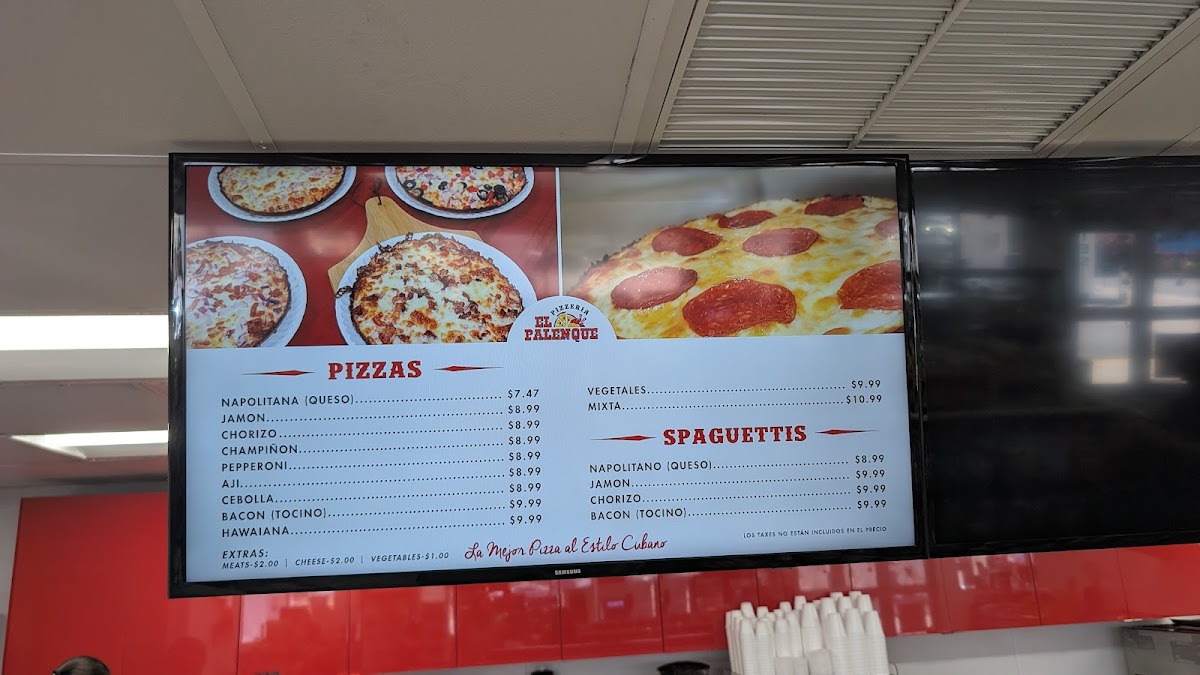 PIZZERIA
EL
PALENQUE
PIZZAS
NAPOLITANA (QUESO)........ $7.47
JAMON........ $8.99
CHORIZO........ $8.99
CHAMPIÑON........ $8.99
PEPPERONI........ $8.99
AJI........ $8.99
CEBOLLA........ $8.99
BACON (TOCINO)........ $9.99
HAWAIANA........ $9.99
EXTRAS:
MEATS-$2.00 | CHEESE-$2.00 | VEGETABLES-$1.00
VEGETALES........ $9.99
MIXTA........ $10.99
SPAGUETTIS
NAPOLITANO (QUESO)........ $8.99
JAMON........ $9.99
CHORIZO........ $9.99
BACON (TOCINO)........ $9.99
LOS TAXES NO ESTÁN INCLUIDOS EN EL PRECIO
La Mejor Pizza al Estilo Cubano
SAMSUNG